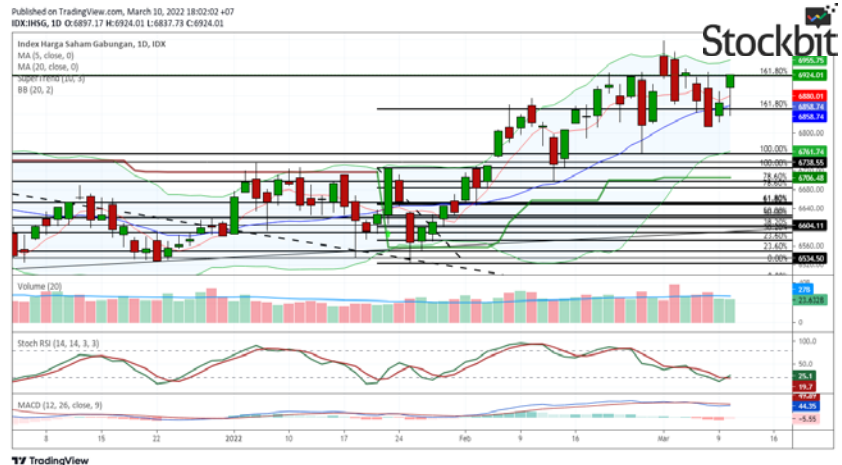 Published on TradingView.com, March 10, 2022 18:02:02 +07
IDX:IHSG, 1D O:6897.17 H:6924.01 L:6837.73 C:6924.01
Stockbit
Index Harga Saham Gabungan, 1D, IDX
MA (5, close, 0)
MA (20, close, 0)
SuperTrend (10, 3)
BB (20, 2)
6955.75
161.80%
6924.01
6880.01
161.80%
6858.74
6858.74
6800.00
100.00%
6761.74
100.00%
6738.55
78.60%
6706.48
78.60%
6680.00
61.80%
6640.00
50.00%
6604.11
23.60%
6560.00
23.60%
0.00%
6534.50
Volume (20)
27B
23.632B
0
Stoch RSI (14, 14, 3, 3)
100.0
50.0
25.1
19.7
MACD (12, 26, close, 9)
49.89
44.35
-5.55
8
15
22
2022
10
17
24
Feb
9
16
Mar
9
16
TradingView